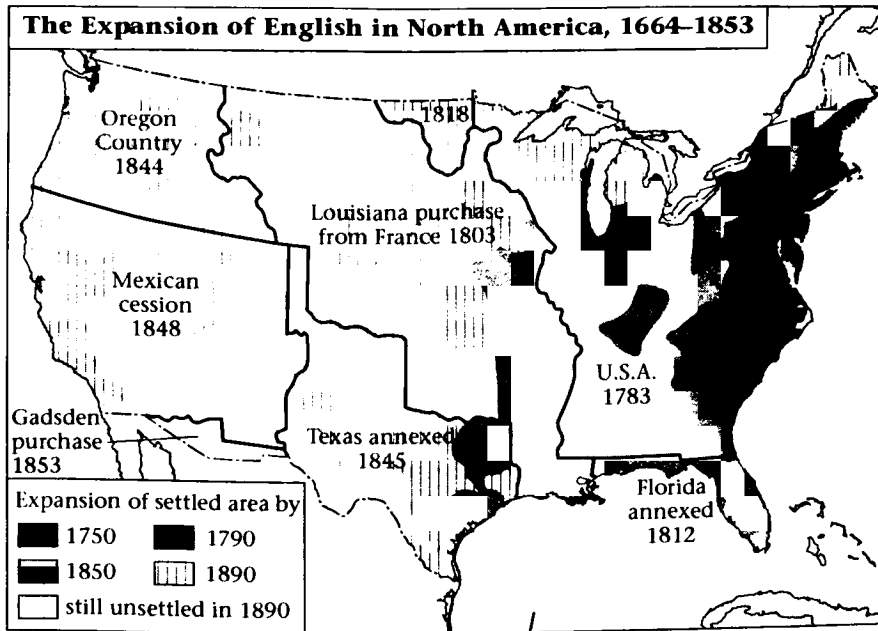 The Expansion of English in North America, 1664–1853
1818
Oregon
Country
1844
Louisiana purchase
from France 1803
Mexican
cession
1848
U.S.A.
1783
Gadsden
purchase
1853
Texas annexed
1845
Florida
annexed
1812
Expansion of settled area by
1750
1790
1850
1890
still unsettled in 1890